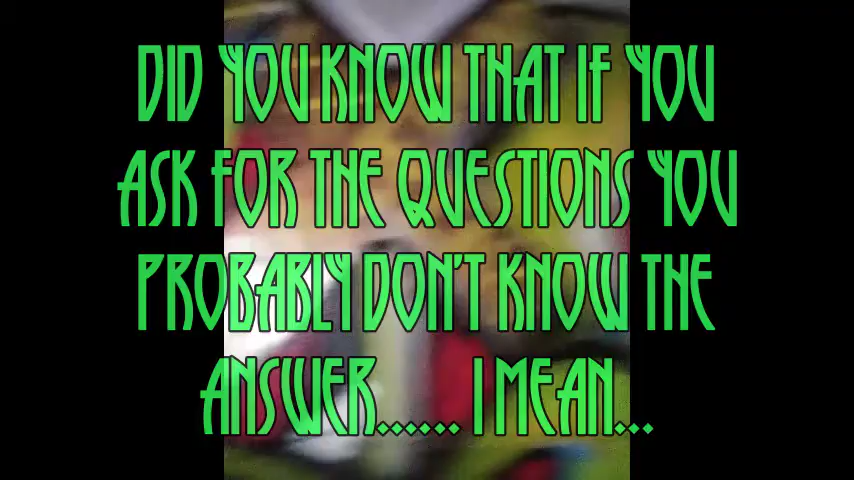 DID YOU KNOW THAT IF YOU
ASK FOR THE QUESTIONS YOU
PROBABLY DON'T KNOW THE
ANSWER...... I MEAN...